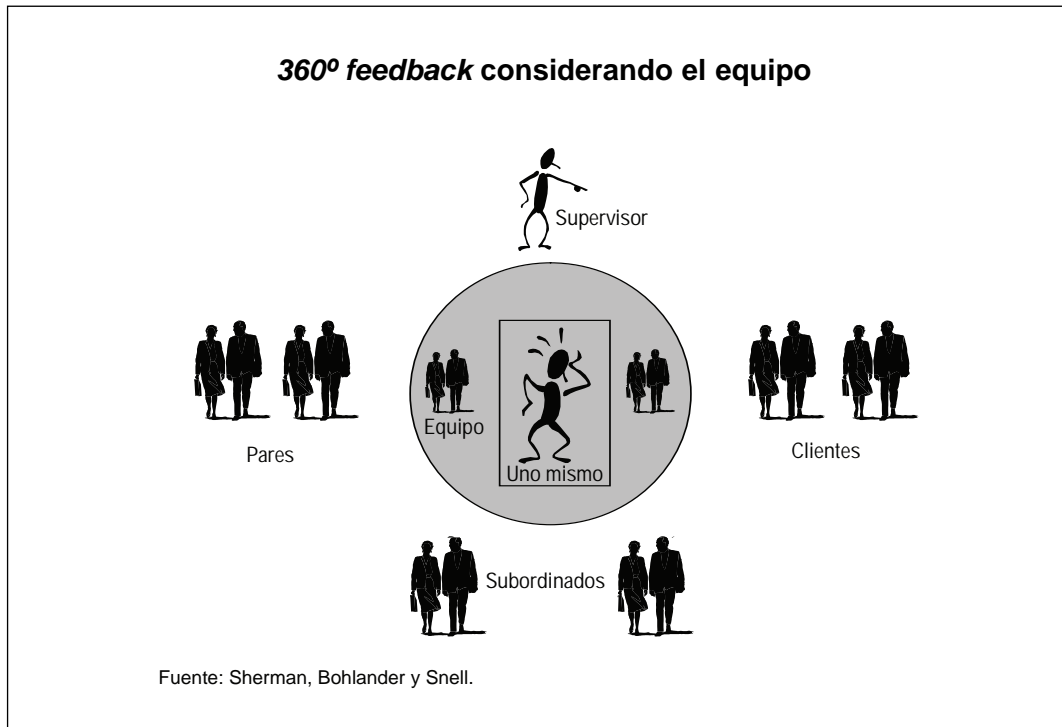 360º feedback considerando el equipo
Supervisor
Equipo
Uno mismo
Pares
Clientes
Subordinados
Fuente: Sherman, Bohlander y Snell.